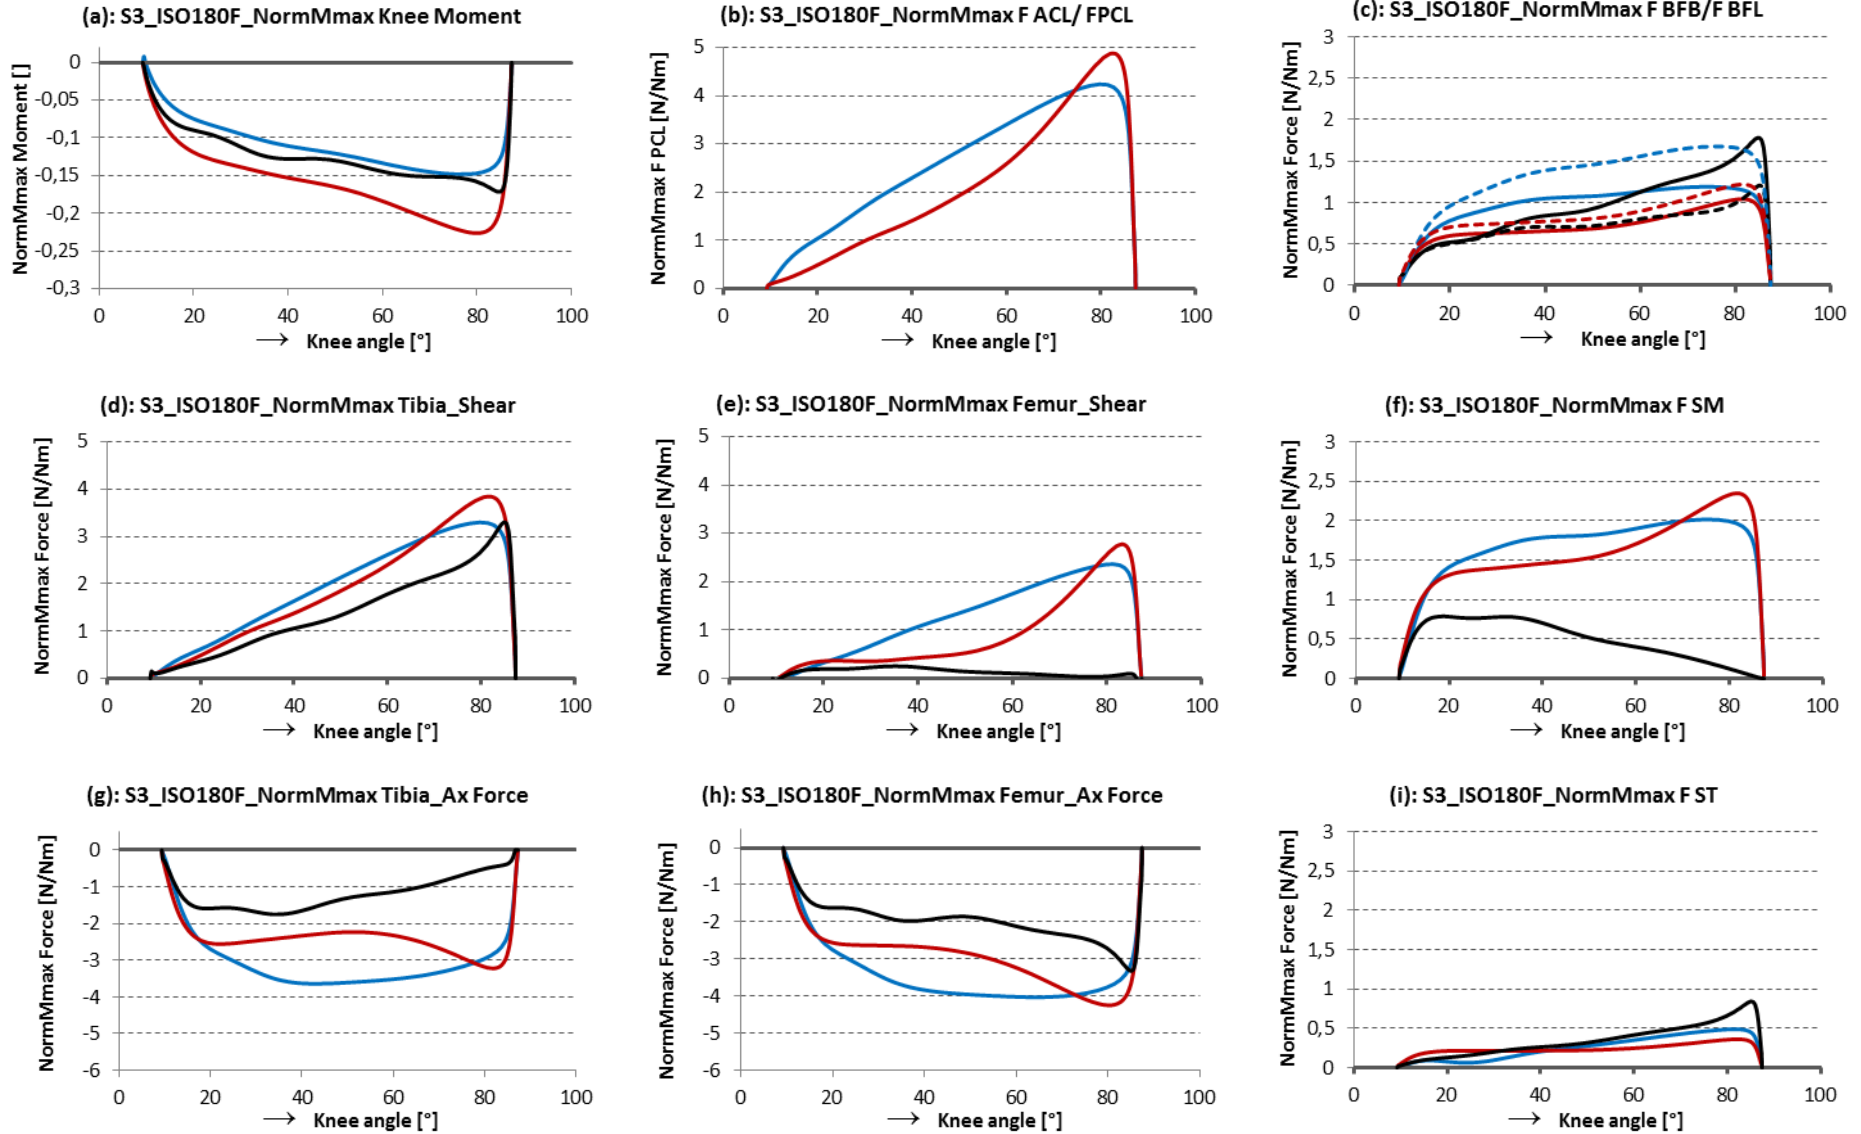 (a): S3_ISO180F_NormMmax Knee Moment
NormMmax Moment []
0
-0,05
-0,1
-0,15
-0,2
-0,25
-0,3
0 20 40 60 80 100
→ Knee angle [°]
(b): S3_ISO180F_NormMmax F ACL/ FPCL
NormMmax F PCL [N/Nm]
5
4
3
2
1
0
0 20 40 60 80 100
→ Knee angle [°]
(c): S3_ISO180F_NormMmax F BFB/F BFL
NormMmax Force [N/Nm]
3
2,5
2
1,5
1
0,5
0
0 20 40 60 80 100
→ Knee angle [°]
(d): S3_ISO180F_NormMmax Tibia_Shear
NormMmax Force [N/Nm]
5
4
3
2
1
0
0 20 40 60 80 100
→ Knee angle [°]
(e): S3_ISO180F_NormMmax Femur_Shear
NormMmax Force [N/Nm]
5
4
3
2
1
0
0 20 40 60 80 100
→ Knee angle [°]
(f): S3_ISO180F_NormMmax F SM
NormMmax Force [N/Nm]
3
2,5
2
1,5
1
0,5
0
0 20 40 60 80 100
→ Knee angle [°]
(g): S3_ISO180F_NormMmax Tibia_Ax Force
NormMmax Force [N/Nm]
0
-1
-2
-3
-4
-5
-6
0 20 40 60 80 100
→ Knee angle [°]
(h): S3_ISO180F_NormMmax Femur_Ax Force
NormMmax Force [N/Nm]
0
-1
-2
-3
-4
-5
-6
0 20 40 60 80 100
→ Knee angle [°]
(i): S3_ISO180F_NormMmax F ST
NormMmax Force [N/Nm]
3
2,5
2
1,5
1
0,5
0
0 20 40 60 80 100
→ Knee angle [°]